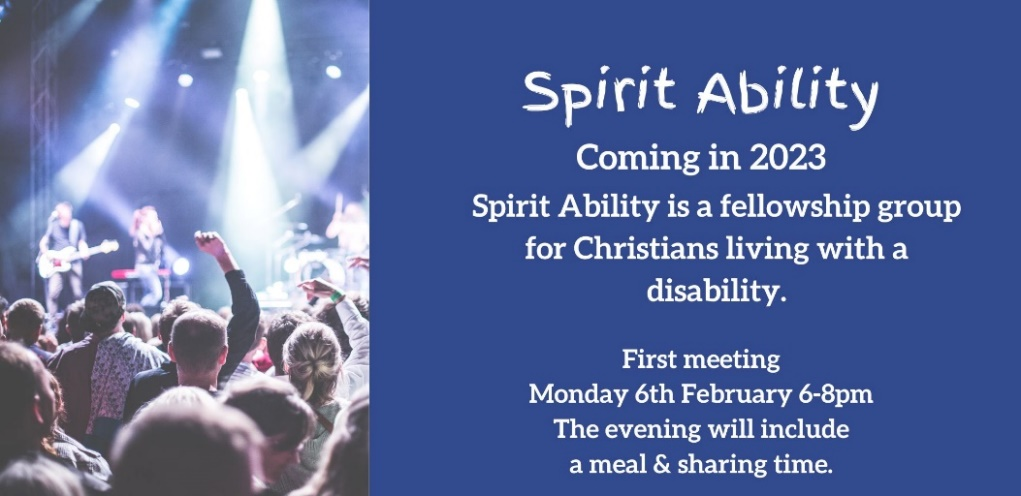 Spirit Ability
Coming in 2023
Spirit Ability is a fellowship group
for Christians living with a
disability.
First meeting
Monday 6th February 6-8pm
The evening will include
a meal & sharing time.